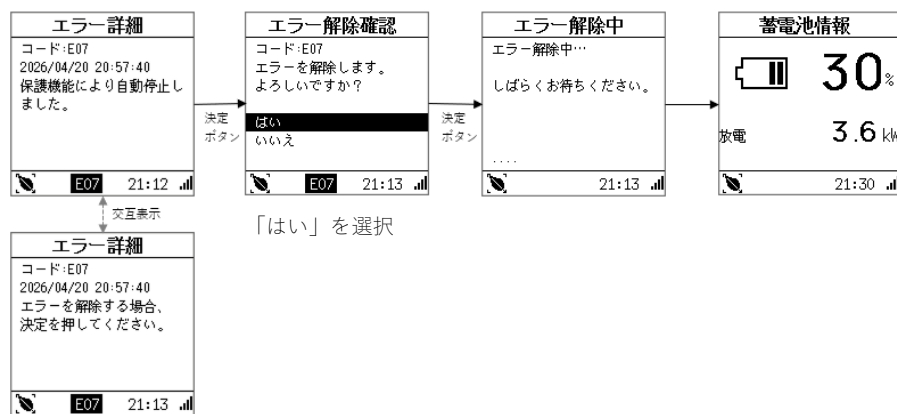 エラー詳細
コード:E07
2026/04/20 20:57:40
保護機能により自動停止し
ました。
E07 21:12
決定
ボタン
エラー解除確認
コード:E07
エラーを解除します。
よろしいですか？
はい
いいえ
E07 21:13
「はい」を選択
決定
ボタン
エラー解除中
エラー解除中…
しばらくお待ちください。
....
21:13
蓄電池情報
30%
放電 3.6 kW
21:30
交互表示
エラー詳細
コード:E07
2026/04/20 20:57:40
エラーを解除する場合、
決定を押してください。
E07 21:13